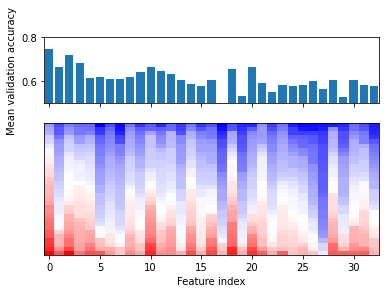 Mean validation accuracy
0.8
0.6
0 5 10 15 20 25 30
Feature index